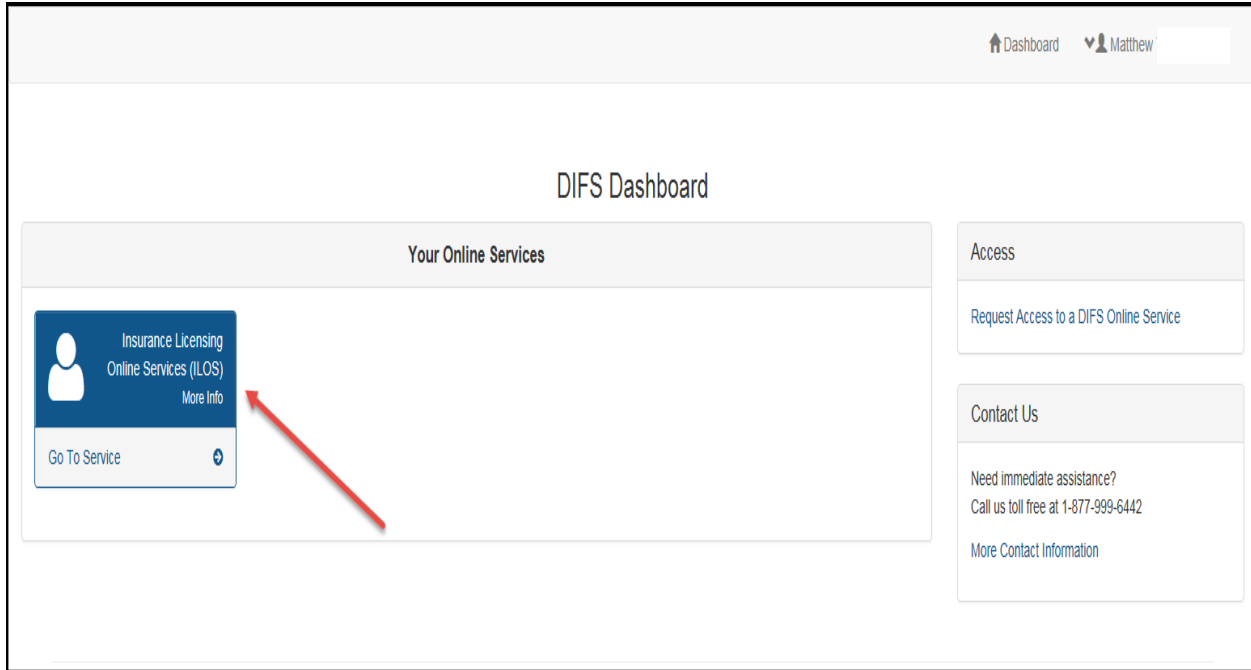 Dashboard
Matthew
DIFS Dashboard
Your Online Services
Insurance Licensing
Online Services (ILOS)
More Info
Go To Service
Access
Request Access to a DIFS Online Service
Contact Us
Need immediate assistance?
Call us toll free at 1-877-999-6442
More Contact Information